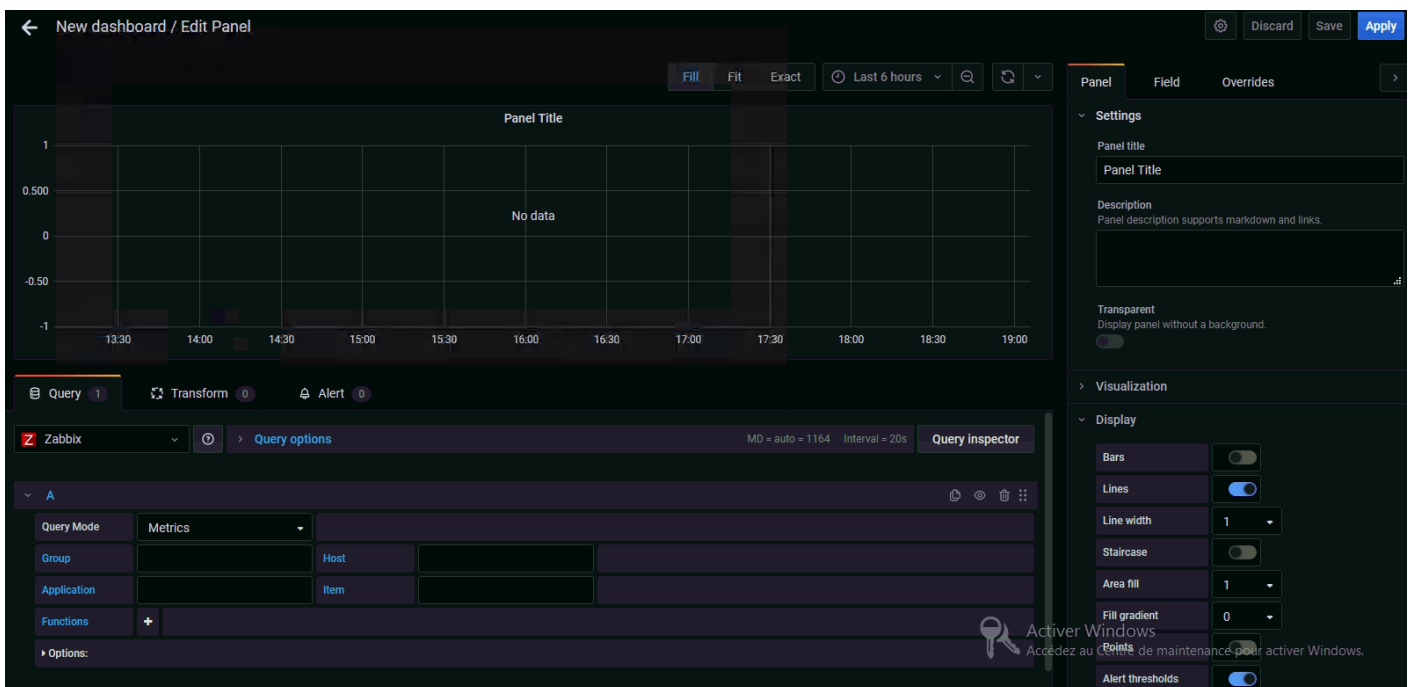 New dashboard / Edit Panel
Discard Save Apply
Fill Fit Exact Last 6 hours
Panel Field Overrides
Panel Title
1
0.500
0
-0.50
-1
No data
13:30 14:00 14:30 15:00 15:30 16:00 16:30 17:00 17:30 18:00 18:30 19:00
Settings
Panel title
Panel Title
Description
Panel description supports markdown and links.
Transparent
Display panel without a background.
Query 1 Transform 0 Alert 0
Z Zabbix Query options MD = auto = 1164 Interval = 20s Query inspector
A
Query Mode Metrics
Group Host
Application Item
Functions +
Options:
Visualization
Display
Bars
Lines
Line width 1
Staircase
Area fill 1
Fill gradient 0
Points
Alert thresholds
Activer Windows
Accédez au Centre de maintenance pour activer Windows.